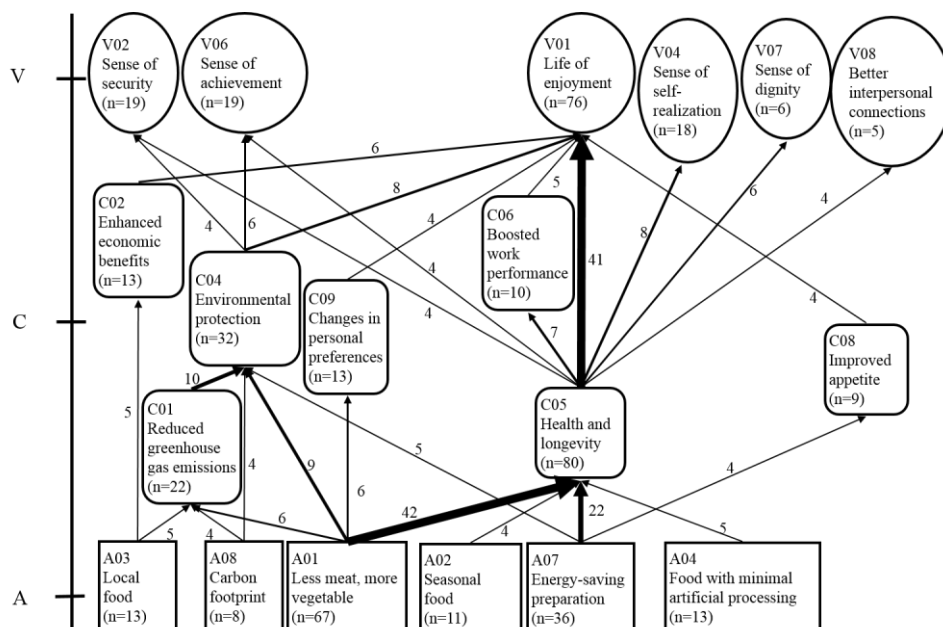 V
V02
Sense of
security
(n=19)
V06
Sense of
achievement
(n=19)
V01
Life of
enjoyment
(n=76)
V04
Sense of
self-
realization
(n=18)
V07
Sense of
dignity
(n=6)
V08
Better
interpersonal
connections
(n=5)
6
8
5
4
6
4
4
4
41
8
6
4
C02
Enhanced
economic
benefits
(n=13)
C04
Environmental
protection
(n=32)
C09
Changes in
personal
preferences
(n=13)
C06
Boosted
work
performance
(n=10)
7
4
C
C08
Improved
appetite
(n=9)
10
C01
Reduced
greenhouse
gas emissions
(n=22)
C05
Health and
longevity
(n=80)
5
4
9
6
5
4
5
4
6
42
4
22
5
A
A03
Local
food
(n=13)
A08
Carbon
footprint
(n=8)
A01
Less meat, more
vegetable
(n=67)
A02
Seasonal
food
(n=11)
A07
Energy-saving
preparation
(n=36)
A04
Food with minimal
artificial processing
(n=13)